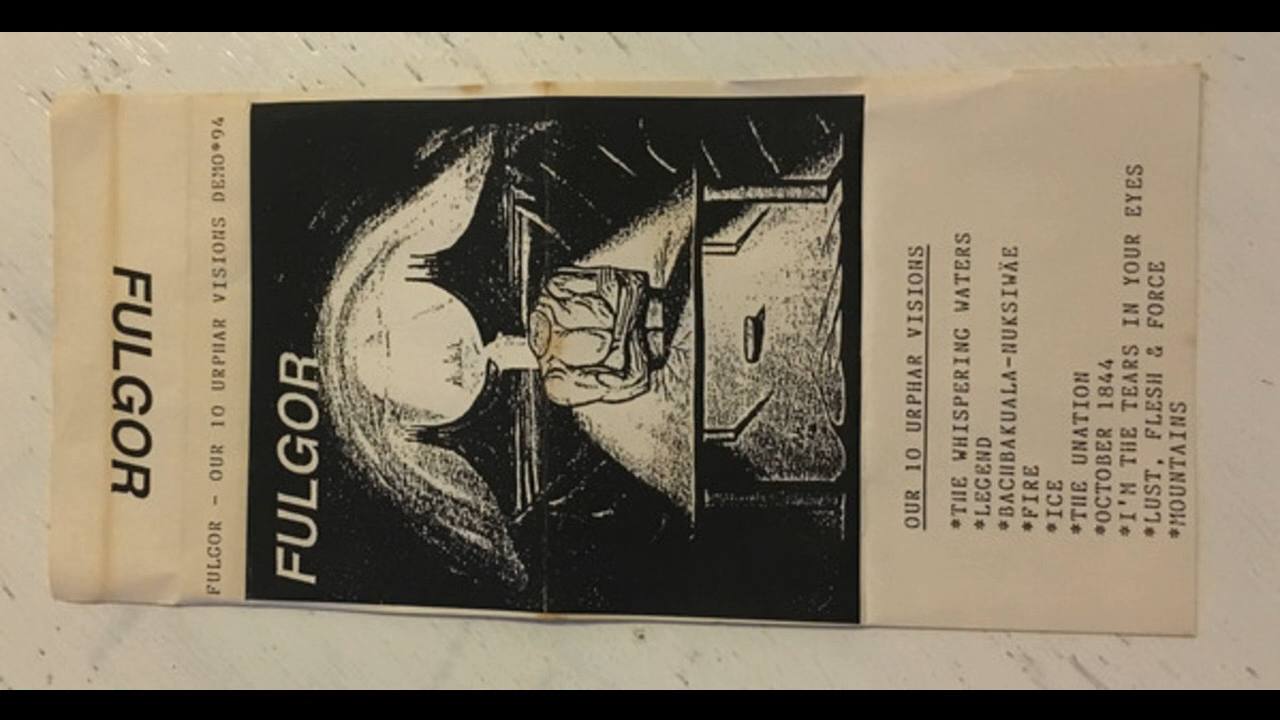 FULGOR
FULGOR - OUR 10 URPHAR VISIONS DEMO*94
FULGOR
OUR 10 URPHAR VISIONS
*THE WHISPERING WATERS
*LEGEND
*BACHBAKUALA-NUKSIWÄE
*FIRE
*ICE
*THE UNATION
*OCTOBER 1844
*I'M THE TEARS IN YOUR EYES
*LUST, FLESH & FORCE
*MOUNTAINS